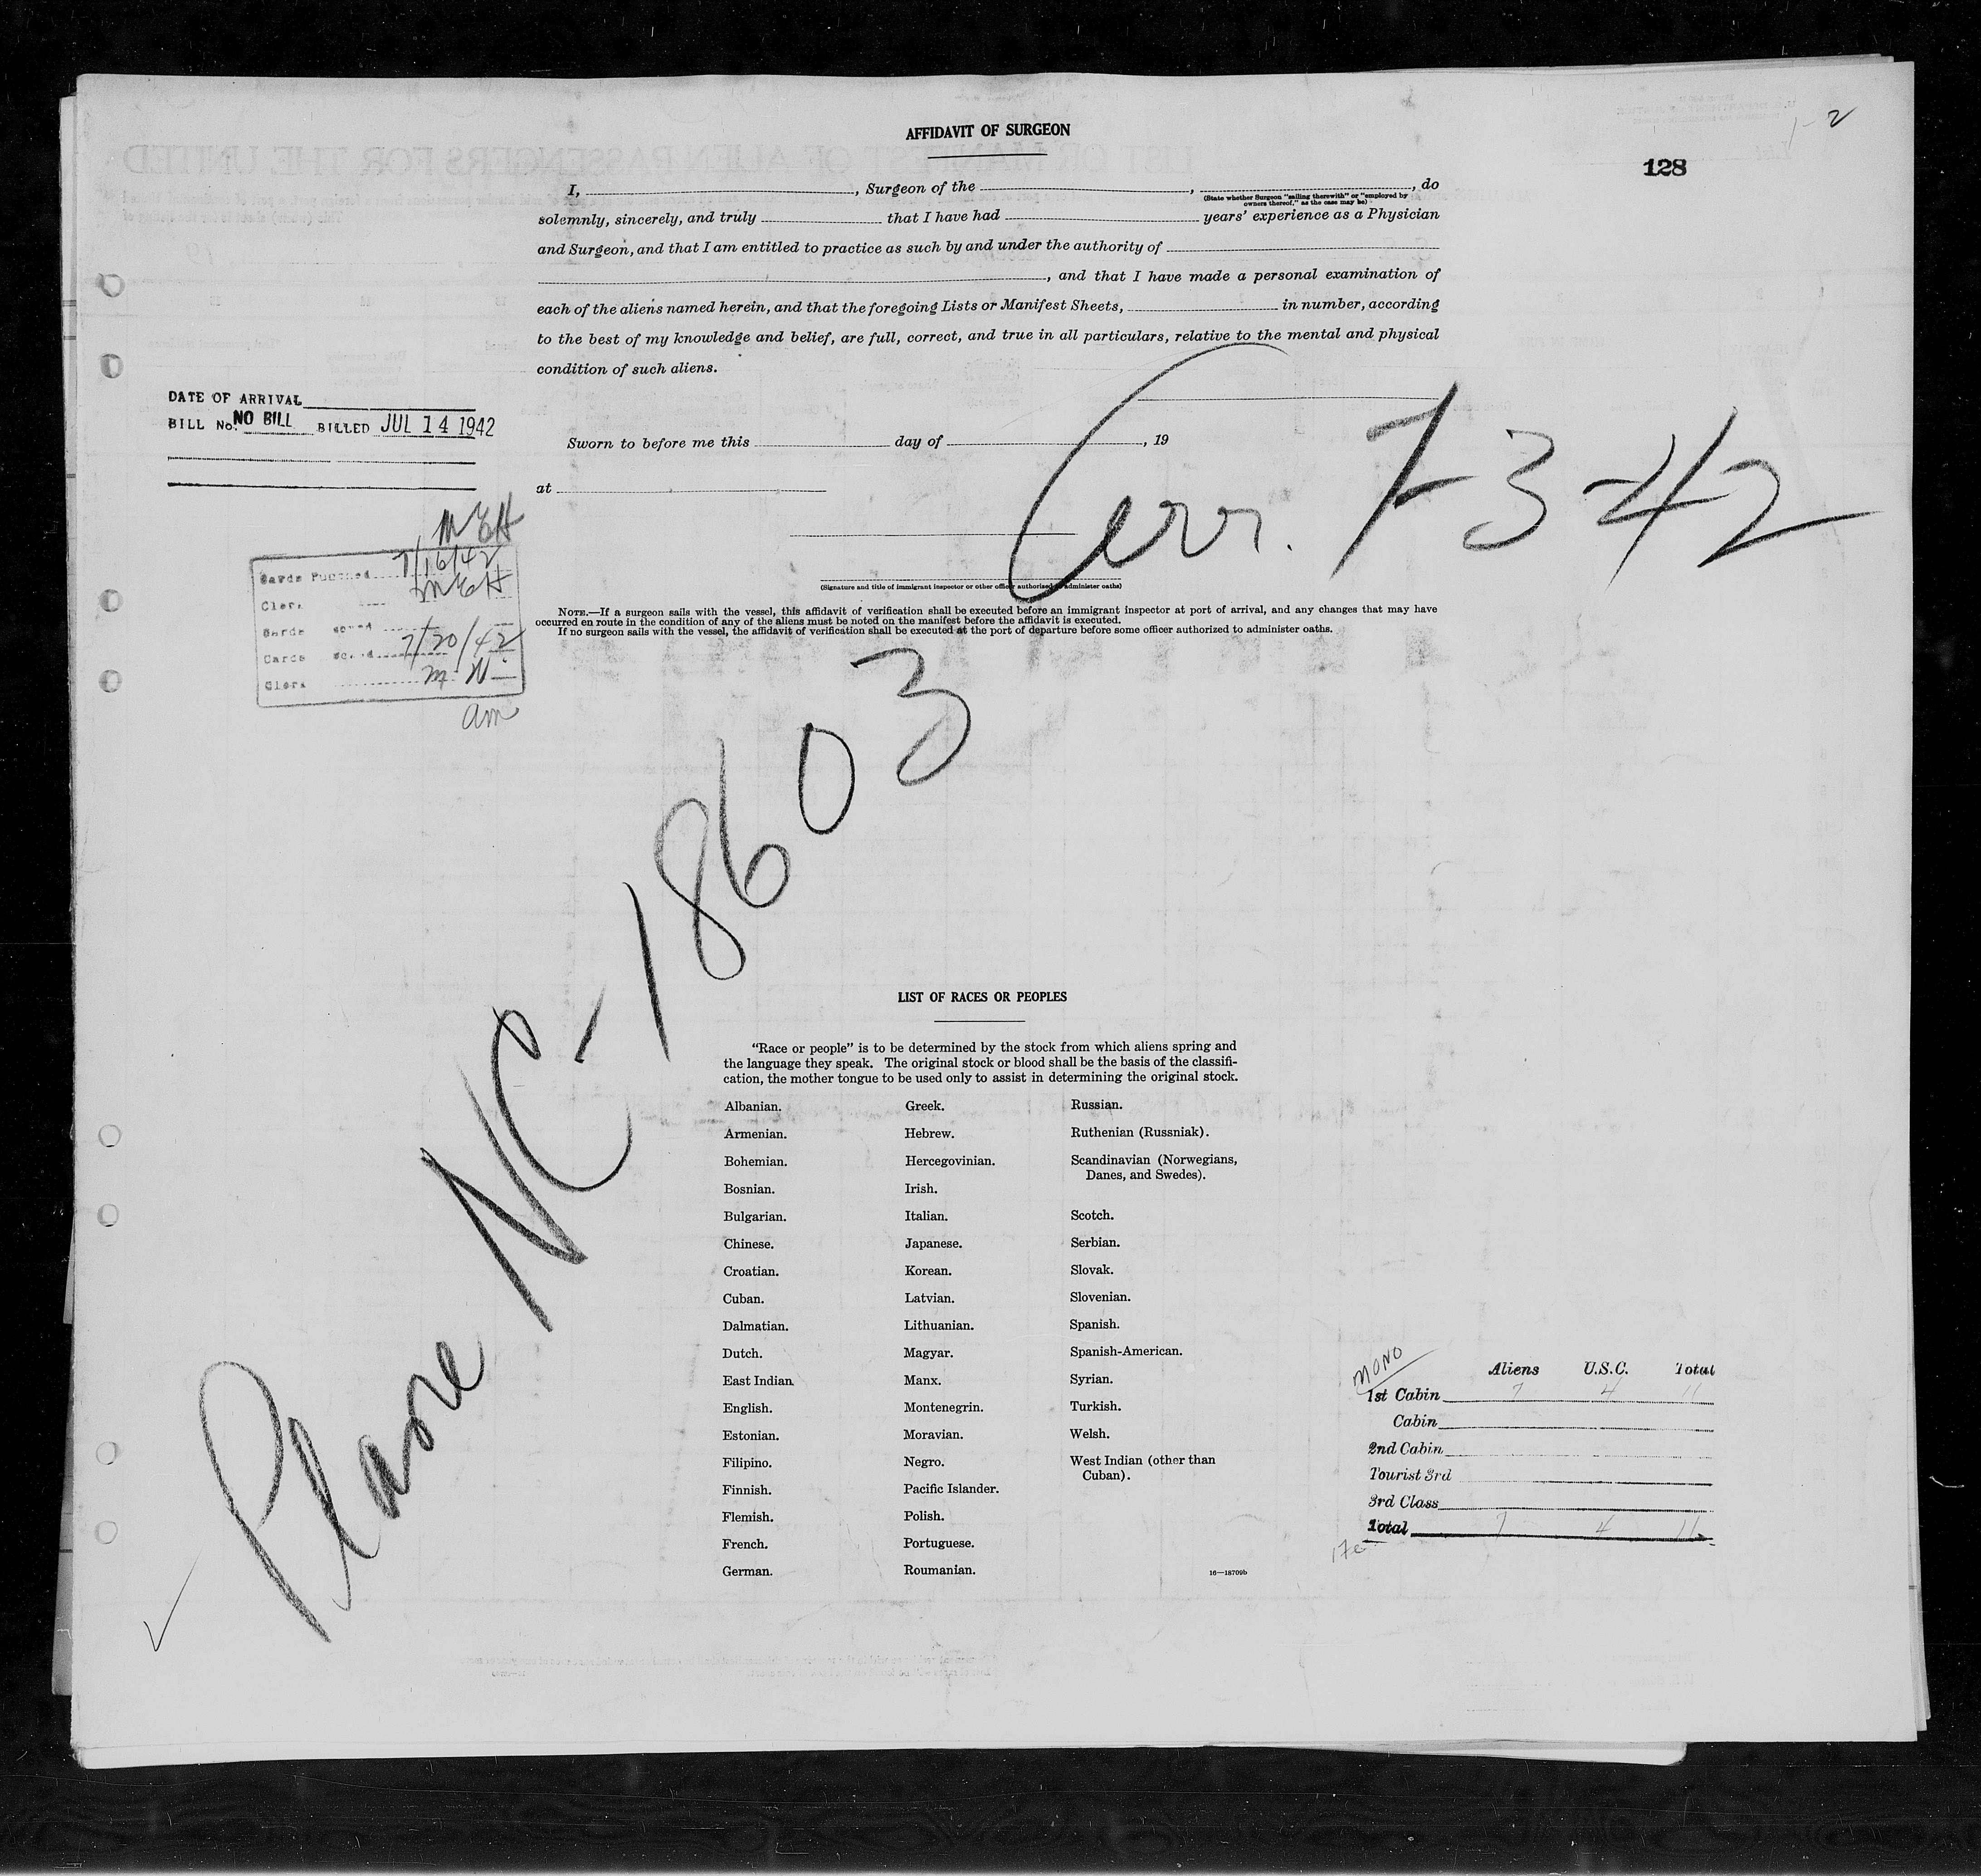 1-2
AFFIDAVIT OF SURGEON
128
I, , Surgeon of the , , do
(State whether Surgeon "sailing therewith" or "employed by
owners thereof," as the case may be)
solemnly, sincerely, and truly that I have had years' experience as a Physician
and Surgeon, and that I am entitled to practice as such by and under the authority of
, and that I have made a personal examination of
each of the aliens named herein, and that the foregoing Lists or Manifest Sheets, in number, according
to the best of my knowledge and belief, are full, correct, and true in all particulars, relative to the mental and physical
condition of such aliens.
DATE OF ARRIVAL
BILL No. NO BILL BILLED JUL 14 1942
Sworn to before me this day of , 19
at
arr. 7-3-42
(Signature and title of immigrant inspector or other officer authorized to administer oaths)
MEH
Cards Punched 7/16/42
Clerk MEH
Cards
Cards 7/20/42
Clerk M.N.
am
NOTE.—If a surgeon sails with the vessel, this affidavit of verification shall be executed before an immigrant inspector at port of arrival, and any changes that may have
occurred en route in the condition of any of the aliens must be noted on the manifest before the affidavit is executed.
If no surgeon sails with the vessel, the affidavit of verification shall be executed at the port of departure before some officer authorized to administer oaths.
Plane NC-18603
LIST OF RACES OR PEOPLES
"Race or people" is to be determined by the stock from which aliens spring and
the language they speak. The original stock or blood shall be the basis of the classifi-
cation, the mother tongue to be used only to assist in determining the original stock.
Albanian.
Armenian.
Bohemian.
Bosnian.
Bulgarian.
Chinese.
Croatian.
Cuban.
Dalmatian.
Dutch.
East Indian.
English.
Estonian.
Filipino.
Finnish.
Flemish.
French.
German.
Greek.
Hebrew.
Hercegovinian.
Irish.
Italian.
Japanese.
Korean.
Latvian.
Lithuanian.
Magyar.
Manx.
Montenegrin.
Moravian.
Negro.
Pacific Islander.
Polish.
Portuguese.
Roumanian.
Russian.
Ruthenian (Russniak).
Scandinavian (Norwegians,
Danes, and Swedes).
Scotch.
Serbian.
Slovak.
Slovenian.
Spanish.
Spanish-American.
Syrian.
Turkish.
Welsh.
West Indian (other than
Cuban).
16—18709b
MONO
Aliens U.S.C. Total
1st Cabin 7 4 11
Cabin
2nd Cabin
Tourist 3rd
3rd Class
Total 7 4 11